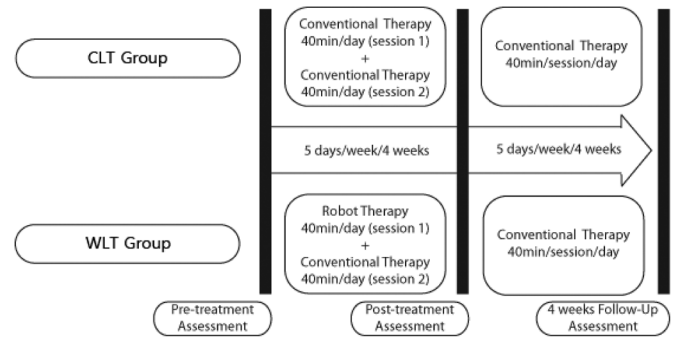 CLT Group
Conventional Therapy
40min/day (session 1)
+
Conventional Therapy
40min/day (session 2)
Conventional Therapy
40min/session/day
5 days/week/4 weeks
5 days/week/4 weeks
WLT Group
Robot Therapy
40min/day (session 1)
+
Conventional Therapy
40min/day (session 2)
Conventional Therapy
40min/session/day
Pre-treatment
Assessment
Post-treatment
Assessment
4 weeks Follow-Up
Assessment